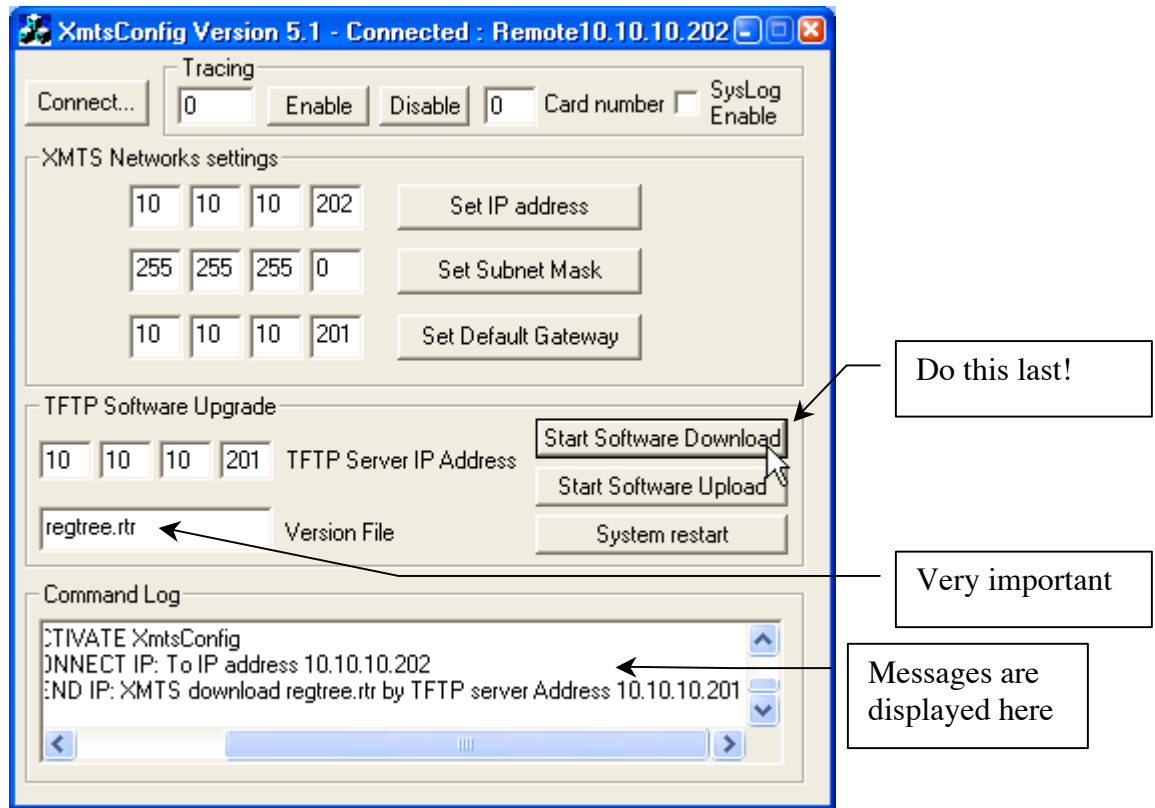 XmtsConfig Version 5.1 - Connected : Remote10.10.10.202
Connect...
Tracing
0
Enable
Disable
0
Card number
SysLog
Enable
XMTS Networks settings
10 10 10 202 Set IP address
255 255 255 0 Set Subnet Mask
10 10 10 201 Set Default Gateway
Do this last!
TFTP Software Upgrade
10 10 10 201 TFTP Server IP Address
Start Software Download
Start Software Upload
regtree.rtr Version File
System restart
Very important
Command Log
CTIVATE XmtsConfig
ONNECT IP: To IP address 10.10.10.202
END IP: XMTS download regtree.rtr by TFTP server Address 10.10.10.201
Messages are
displayed here